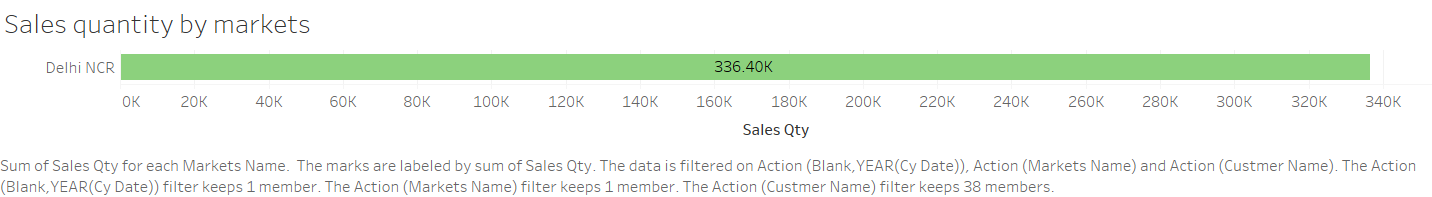 Sales quantity by markets
Delhi NCR
336.40K
0K 20K 40K 60K 80K 100K 120K 140K 160K 180K 200K 220K 240K 260K 280K 300K 320K 340K
Sales Qty
Sum of Sales Qty for each Markets Name.  The marks are labeled by sum of Sales Qty. The data is filtered on Action (Blank,YEAR(Cy Date)), Action (Markets Name) and Action (Custmer Name). The Action
(Blank,YEAR(Cy Date)) filter keeps 1 member. The Action (Markets Name) filter keeps 1 member. The Action (Custmer Name) filter keeps 38 members.